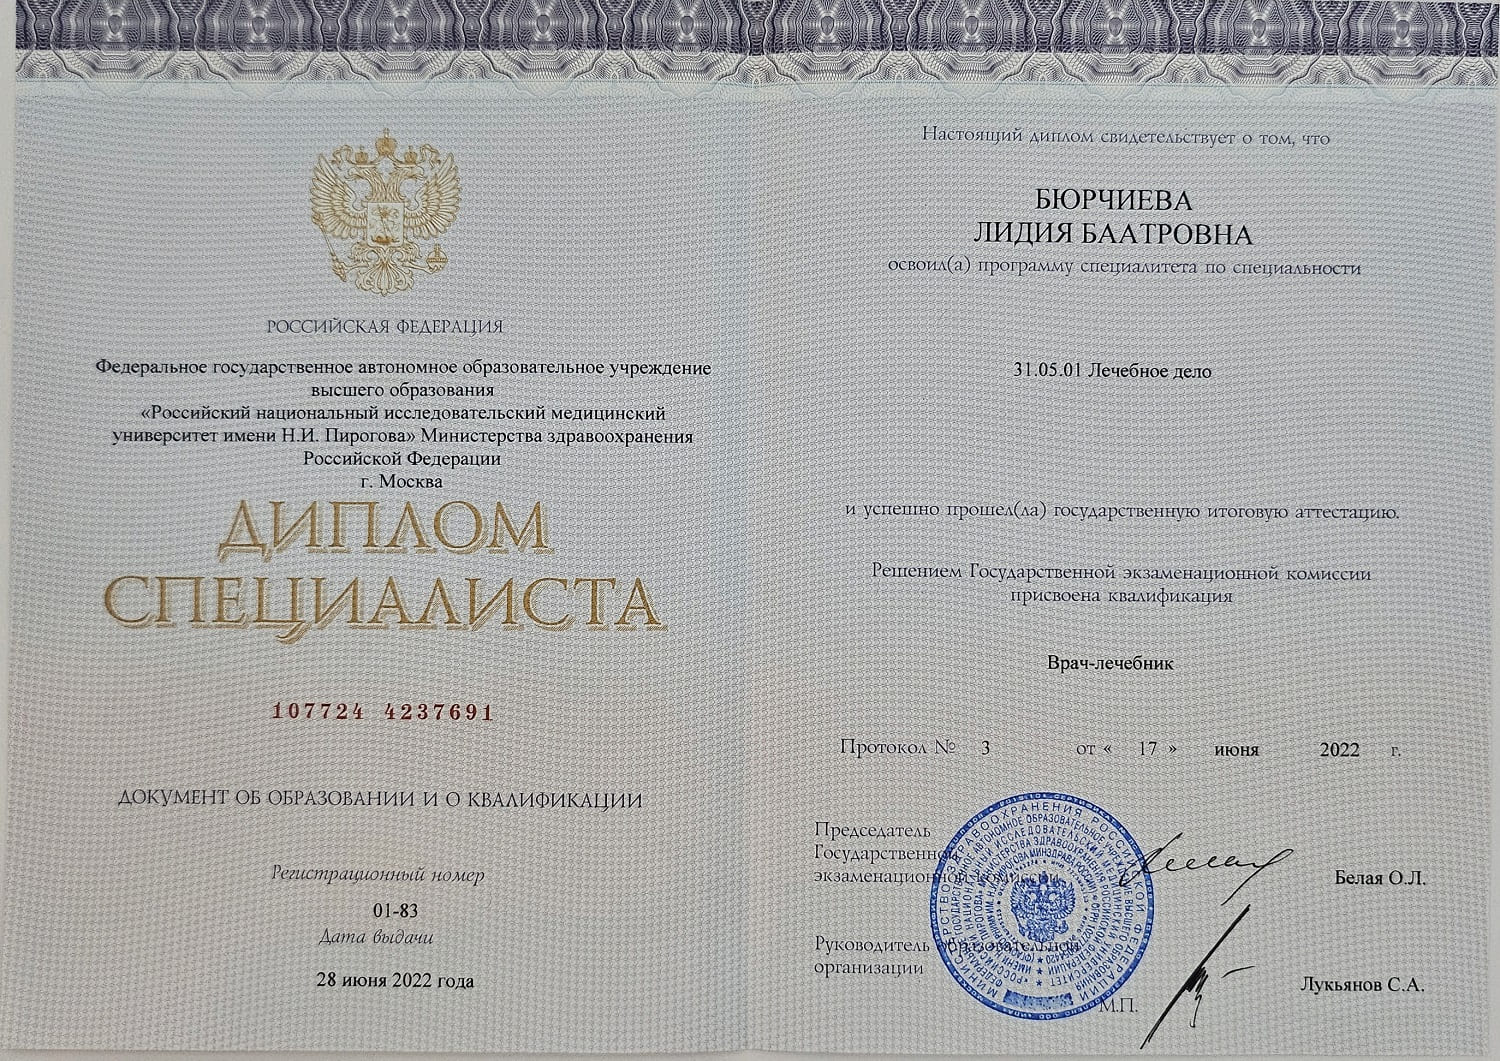 РОССИЙСКАЯ ФЕДЕРАЦИЯ
Федеральное государственное автономное образовательное учреждение
высшего образования
«Российский национальный исследовательский медицинский
университет имени Н.И. Пирогова» Министерства здравоохранения
Российской Федерации
г. Москва
ДИПЛОМ
СПЕЦИАЛИСТА
107724 4237691
ДОКУМЕНТ ОБ ОБРАЗОВАНИИ И О КВАЛИФИКАЦИИ
Регистрационный номер
01-83
Дата выдачи
28 июня 2022 года
Настоящий диплом свидетельствует о том, что
БЮРЧИЕВА
ЛИДИЯ БААТРОВНА
освоил(а) программу специалитета по специальности
31.05.01 Лечебное дело
и успешно прошел(ла) государственную итоговую аттестацию.
Решением Государственной экзаменационной комиссии
присвоена квалификация
Врач-лечебник
Протокол № 3 от « 17 » июня 2022 г.
Председатель
Государственной
экзаменационной комиссии
Белая О.Л.
Руководитель образовательной
организации
Лукьянов С.А.
М.П.
МИНИСТЕРСТВО ЗДРАВООХРАНЕНИЯ РОССИЙСКОЙ ФЕДЕРАЦИИ